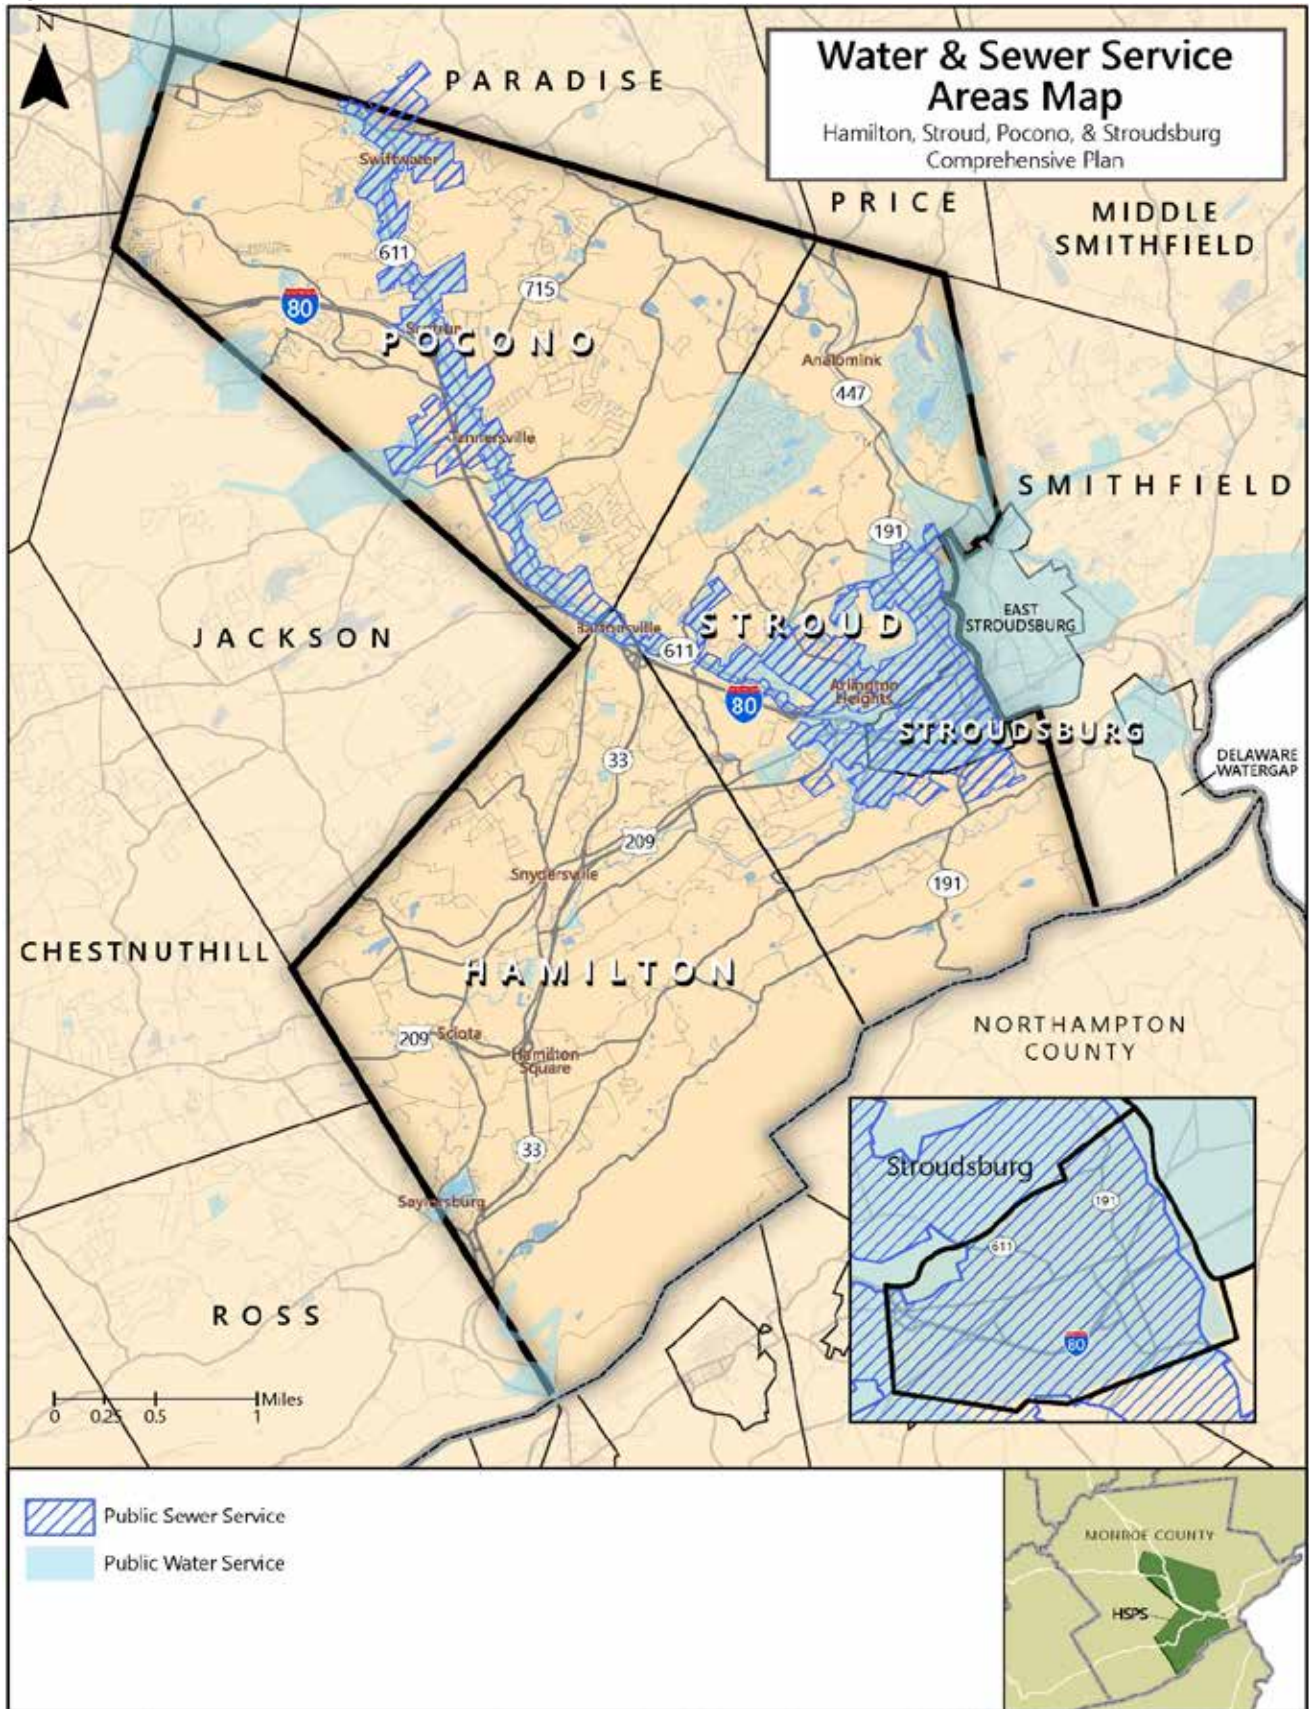 N
Water & Sewer Service
Areas Map
Hamilton, Stroud, Pocono, & Stroudsburg
Comprehensive Plan
PARADISE
PRICE
MIDDLE
SMITHFIELD
Swiftwater
611
715
80
POCONO
Analomink
447
Tannersville
SMITHFIELD
191
EAST
STROUDSBURG
JACKSON
Bartonsville
STROUD
611
Arlington
Heights
80
STROUDSBURG
DELAWARE
WATERGAP
33
209
Snydersville
191
CHESTNUTHILL
HAMILTON
NORTHAMPTON
COUNTY
209
Sciota
Hamilton
Square
33
Saylorsburg
ROSS
Stroudsburg
191
611
80
Miles
0 0.25 0.5 1
Public Sewer Service
Public Water Service
MONROE COUNTY
HSPS